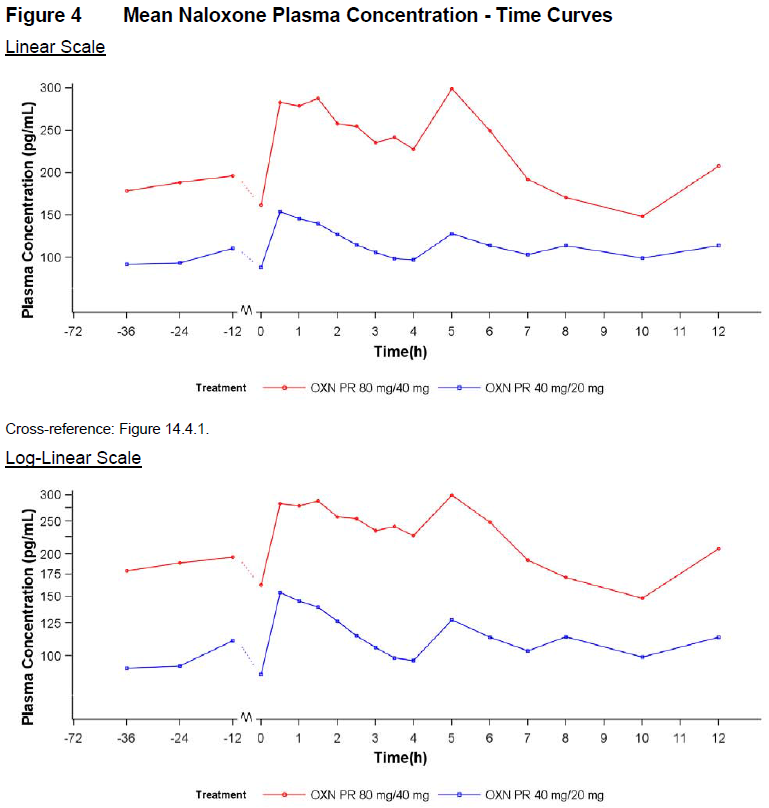 Figure 4 Mean Naloxone Plasma Concentration - Time Curves
Linear Scale
Plasma Concentration (pg/mL)
300
250
200
150
100
-72 -36 -24 -12 0 1 2 3 4 5 6 7 8 9 10 11 12
Time(h)
Treatment OXN PR 80 mg/40 mg OXN PR 40 mg/20 mg
Cross-reference: Figure 14.4.1.
Log-Linear Scale
Plasma Concentration (pg/mL)
300
250
200
175
150
125
100
-72 -36 -24 -12 0 1 2 3 4 5 6 7 8 9 10 11 12
Time(h)
Treatment OXN PR 80 mg/40 mg OXN PR 40 mg/20 mg